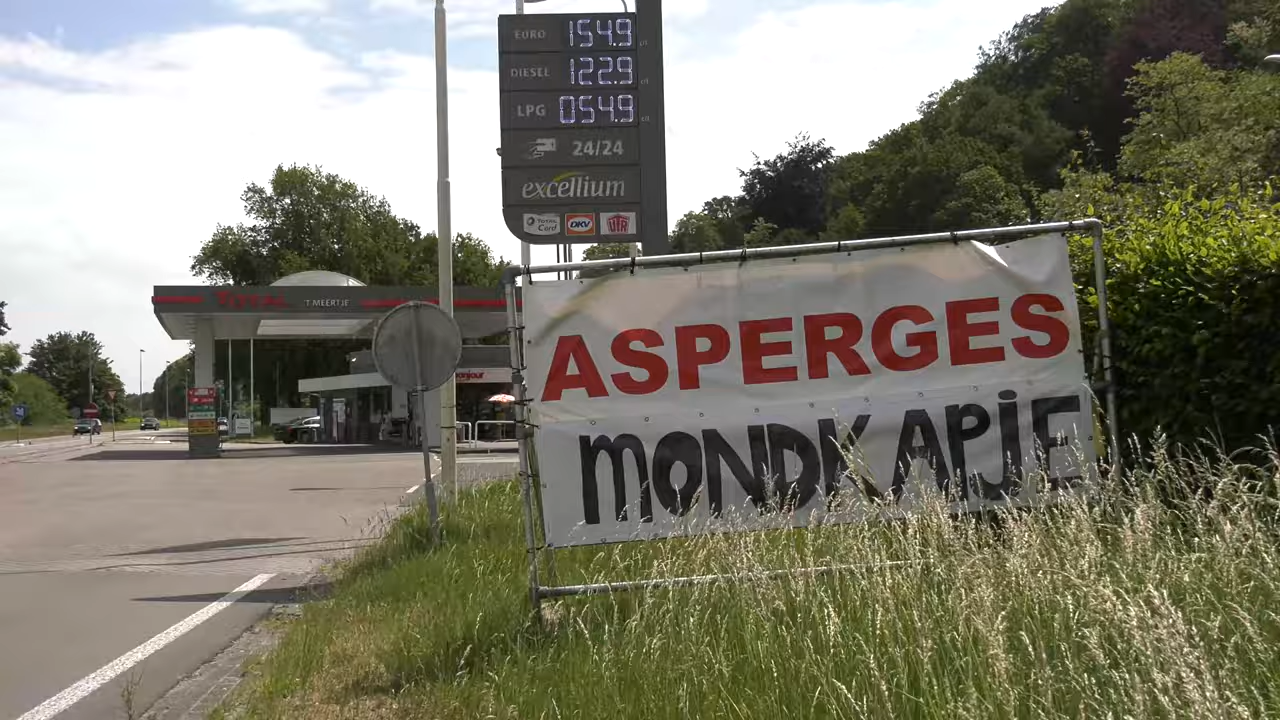 EURO 154.9
DIESEL 122.9
LPG 054.9
24/24
excellium
TOTAL Card DKV UTA
TOTAL 'T MEERTJE
bonjour
ASPERGES
MONDKAPJE